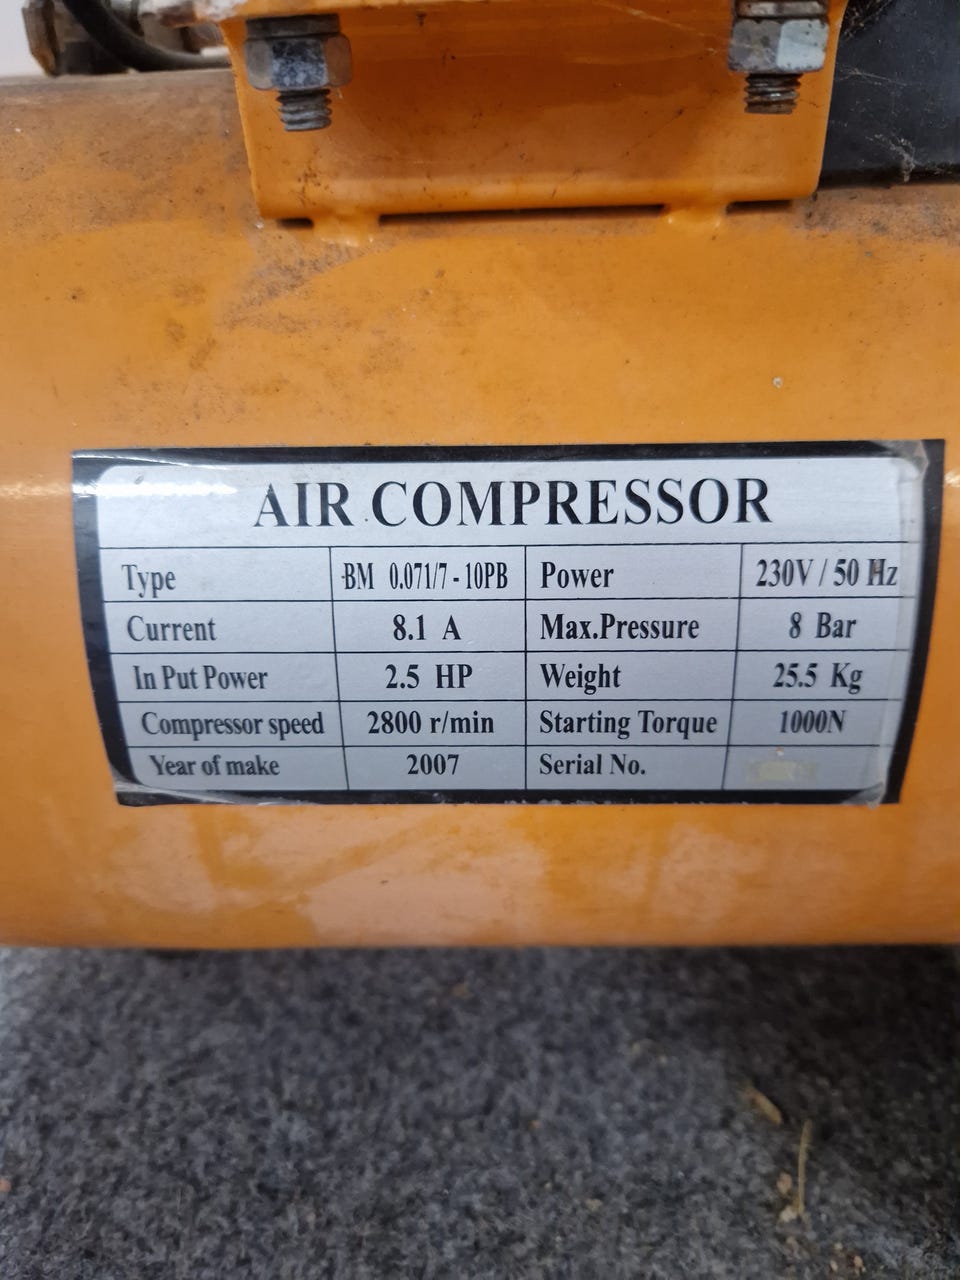 AIR COMPRESSOR
Type BM 0.071/7 - 10PB Power 230V / 50 Hz
Current 8.1 A Max.Pressure 8 Bar
In Put Power 2.5 HP Weight 25.5 Kg
Compressor speed 2800 r/min Starting Torque 1000N
Year of make 2007 Serial No.